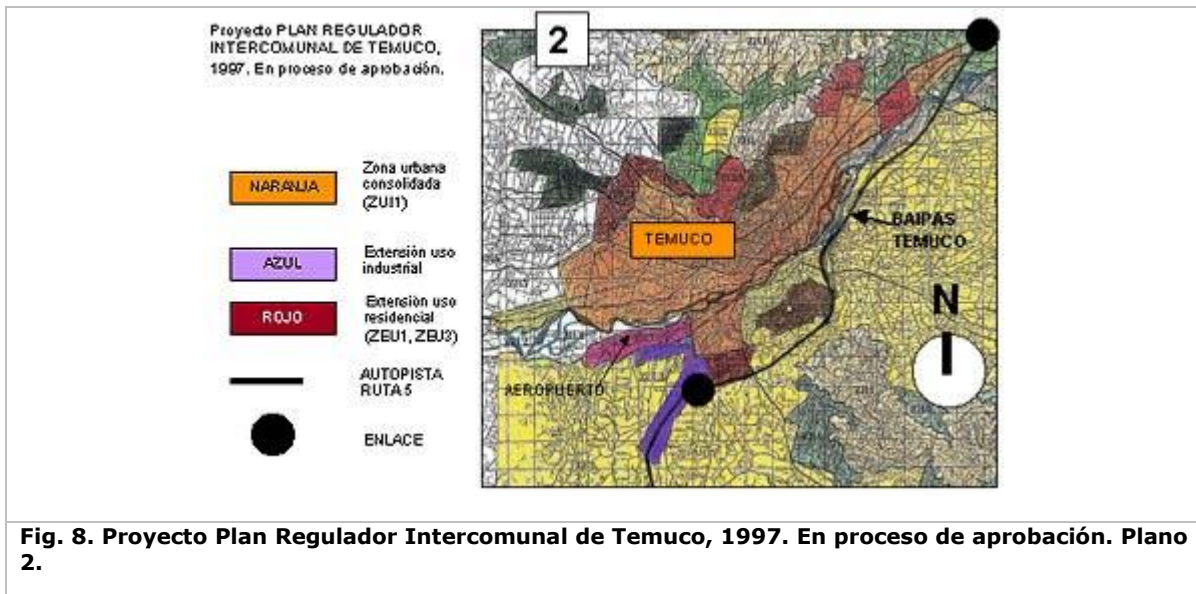 Proyecto PLAN REGULADOR
INTERCOMUNAL DE TEMUCO,
1997. En proceso de aprobación.
2
NARANJA
Zona urbana
consolidada
(ZUI1)
AZUL
Extensión uso
industrial
ROJO
Extensión uso
residencial
(ZEU1, ZEU3)
AUTOPISTA
RUTA 5
ENLACE
TEMUCO
BAIPAS
TEMUCO
N
AEROPUERTO
Fig. 8. Proyecto Plan Regulador Intercomunal de Temuco, 1997. En proceso de aprobación. Plano
2.